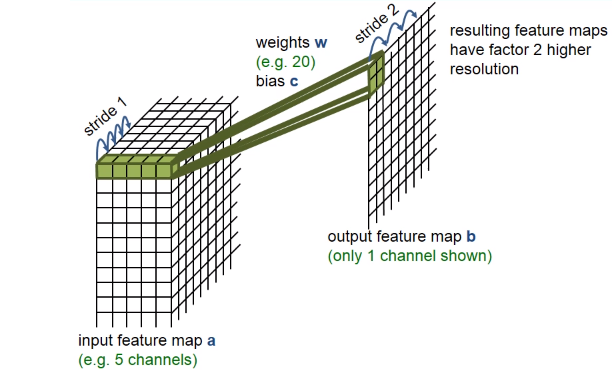 stride 2
resulting feature maps
have factor 2 higher
resolution
weights w
(e.g. 20)
bias c
stride 1
output feature map b
(only 1 channel shown)
input feature map a
(e.g. 5 channels)